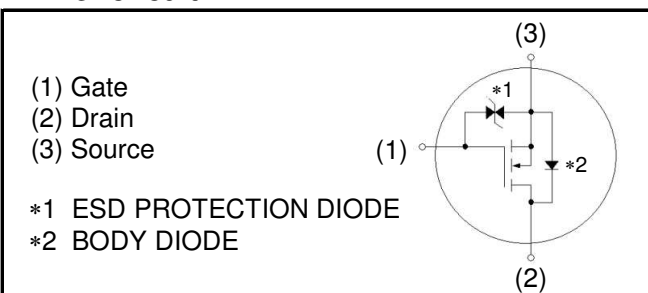 (1) Gate
(2) Drain
(3) Source
∗1 ESD PROTECTION DIODE
∗2 BODY DIODE
(3)
∗1
(1)
∗2
(2)